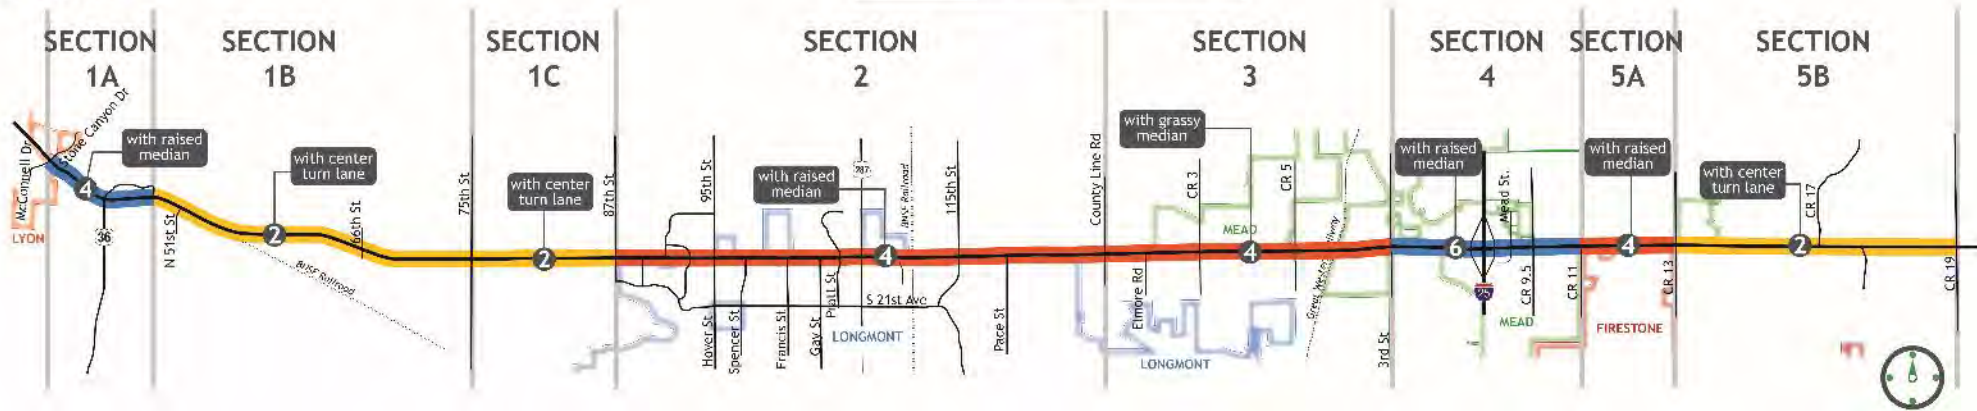 SECTION
1A
SECTION
1B
SECTION
1C
SECTION
2
SECTION
3
SECTION
4
SECTION
5A
SECTION
5B
McConnell Dr
Stone Canyon Dr
with raised
median
4
36
LYON
N 51st St
with center
turn lane
2
66th St
BNSF Railroad
75th St
with center
turn lane
2
87th St
95th St
with raised
median
287
BNSF Railroad
115th St
4
Hover St
Spencer St
Francis St
Gay St
Pratt St
S 21st Ave
LONGMONT
Pace St
County Line Rd
with grassy
median
CR 3
CR 5
MEAD
4
Elmore Rd
Great Western Railway
LONGMONT
3rd St
with raised
median
Mead St.
6
25
CR 9.5
MEAD
CR 11
with raised
median
4
CR 13
FIRESTONE
with center
turn lane
CR 17
2
CR 19